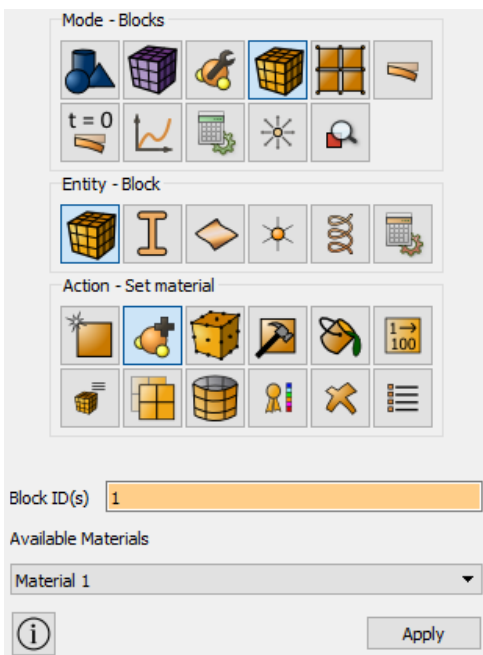 Mode - Blocks
t = 0
Entity - Block
Action - Set material
1→
100
Block ID(s) 1
Available Materials
Material 1
i
Apply